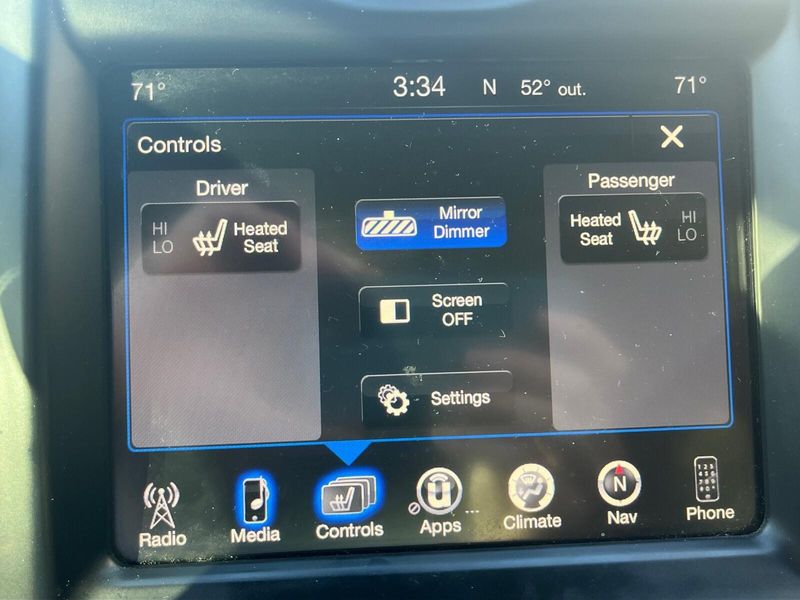 71° 3:34 N 52° out. 71°
Controls
Driver
HI
LO
Heated
Seat
Mirror
Dimmer
Passenger
Heated
Seat
HI
LO
Screen
OFF
Settings
Radio Media Controls Apps Climate Nav Phone
U
N